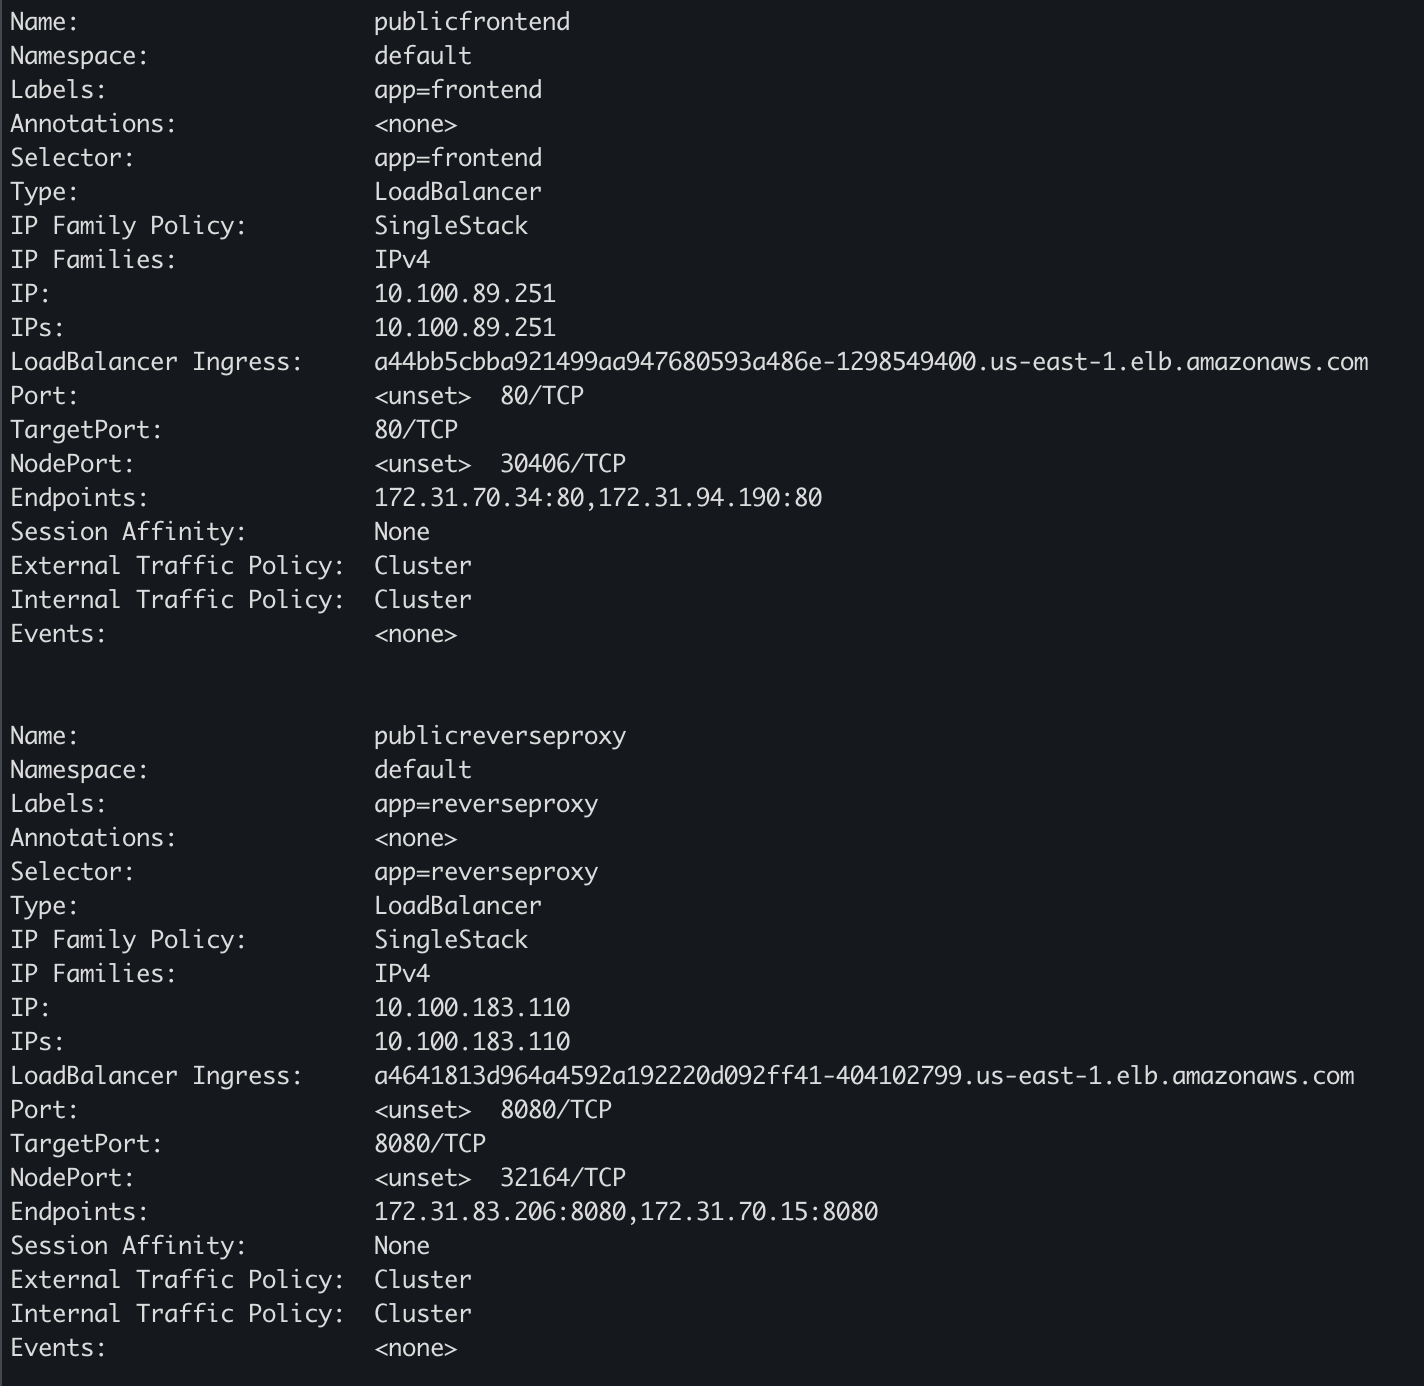 Name:                     publicfrontend
Namespace:                default
Labels:                   app=frontend
Annotations:              <none>
Selector:                 app=frontend
Type:                     LoadBalancer
IP Family Policy:         SingleStack
IP Families:              IPv4
IP:                       10.100.89.251
IPs:                      10.100.89.251
LoadBalancer Ingress:     a44bb5cbba921499aa947680593a486e-1298549400.us-east-1.elb.amazonaws.com
Port:                     <unset>  80/TCP
TargetPort:               80/TCP
NodePort:                 <unset>  30406/TCP
Endpoints:                172.31.70.34:80,172.31.94.190:80
Session Affinity:         None
External Traffic Policy:  Cluster
Internal Traffic Policy:  Cluster
Events:                   <none>
Name:                     publicreverseproxy
Namespace:                default
Labels:                   app=reverseproxy
Annotations:              <none>
Selector:                 app=reverseproxy
Type:                     LoadBalancer
IP Family Policy:         SingleStack
IP Families:              IPv4
IP:                       10.100.183.110
IPs:                      10.100.183.110
LoadBalancer Ingress:     a4641813d964a4592a192220d092ff41-404102799.us-east-1.elb.amazonaws.com
Port:                     <unset>  8080/TCP
TargetPort:               8080/TCP
NodePort:                 <unset>  32164/TCP
Endpoints:                172.31.83.206:8080,172.31.70.15:8080
Session Affinity:         None
External Traffic Policy:  Cluster
Internal Traffic Policy:  Cluster
Events:                   <none>